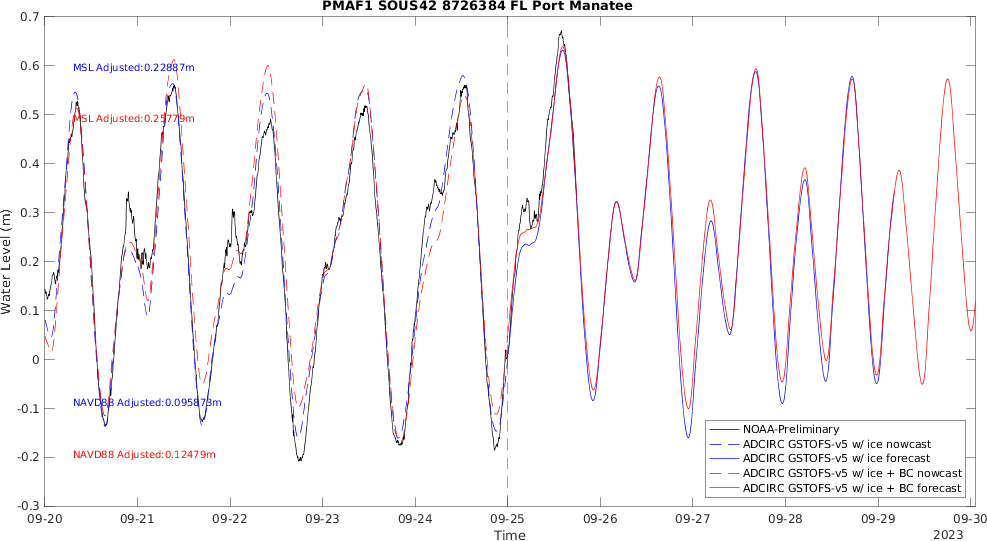 PMAF1 SOUS42 8726384 FL Port Manatee
0.7
0.6
0.5
0.4
0.3
0.2
0.1
0
-0.1
-0.2
-0.3
Water Level (m)
MSL Adjusted:0.22887m
MSL Adjusted:0.25779m
NAVD88 Adjusted:0.095873m
NAVD88 Adjusted:0.12479m
NOAA-Preliminary
ADCIRC GSTOFS-v5 w/ ice nowcast
ADCIRC GSTOFS-v5 w/ ice forecast
ADCIRC GSTOFS-v5 w/ ice + BC nowcast
ADCIRC GSTOFS-v5 w/ ice + BC forecast
09-20 09-21 09-22 09-23 09-24 09-25 09-26 09-27 09-28 09-29 09-30
Time
2023